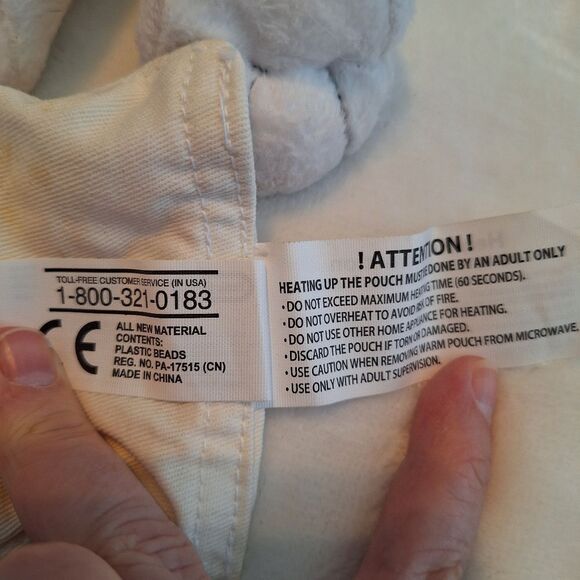 TOLL-FREE CUSTOMER SERVICE (IN USA)
1-800-321-0183
CE
ALL NEW MATERIAL
CONTENTS:
PLASTIC BEADS
REG. NO. PA-17515 (CN)
MADE IN CHINA
! ATTENTION !
HEATING UP THE POUCH MUST BE DONE BY AN ADULT ONLY
• DO NOT EXCEED MAXIMUM HEATING TIME (60 SECONDS).
• DO NOT OVERHEAT TO AVOID RISK OF FIRE.
• DO NOT USE OTHER HOME APPLIANCE FOR HEATING.
• DISCARD THE POUCH IF TORN OR DAMAGED.
• USE CAUTION WHEN REMOVING WARM POUCH FROM MICROWAVE.
• USE ONLY WITH ADULT SUPERVISION.